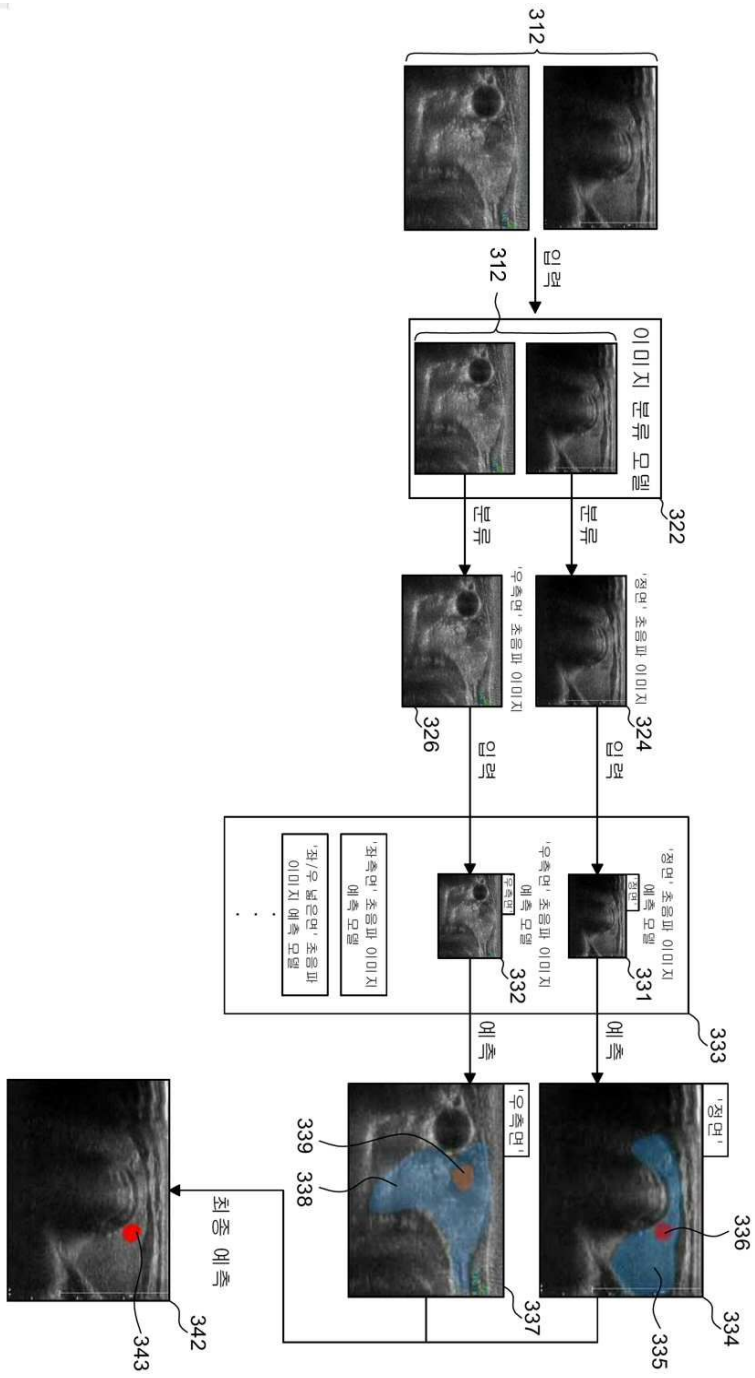 312
입력
312
이미지 분류 모델
322
분류
분류
'정면' 초음파 이미지
324
'우측면' 초음파 이미지
326
입력
입력
333
'정면' 초음파 이미지
예측 모델
'정면'
331
'우측면' 초음파 이미지
예측 모델
우측면
332
'좌측면' 초음파 이미지
예측 모델
'좌/우 넓은면' 초음파
이미지 예측 모델
. . .
예측
예측
'정면'
334
335
336
'우측면'
337
338
339
최종 예측
342
343